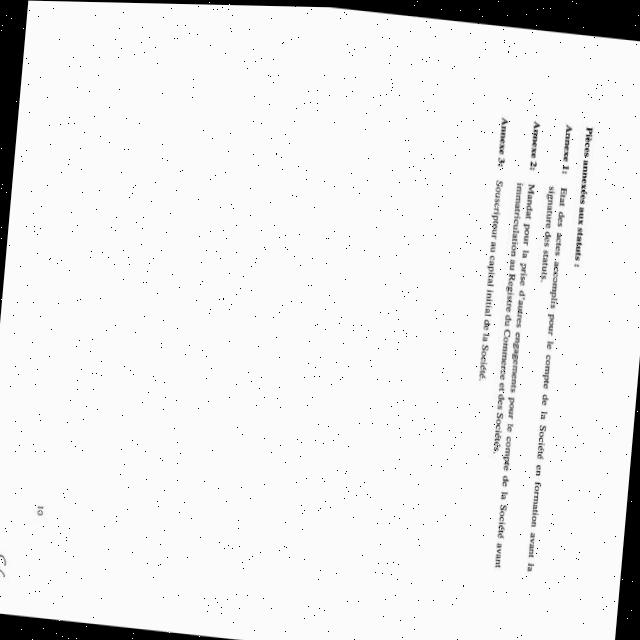 Pièces annexées aux statuts :
Annexe 1: Etat des actes accomplis pour le compte de la Société en formation avant la
signature des statuts.
Annexe 2: Mandat pour la prise d'autres engagements pour le compte de la Société avant
immatriculation au Registre du Commerce et des Sociétés.
Annexe 3: Souscripteur au capital initial de la Société.
10